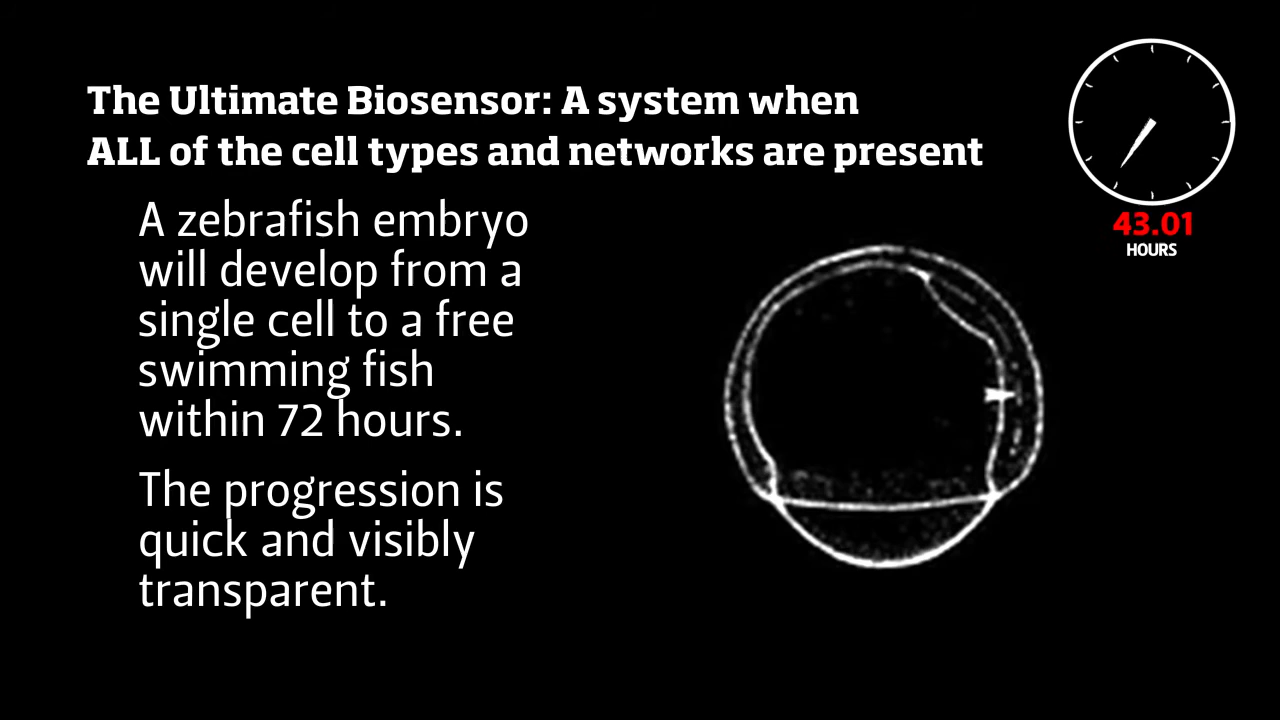 The Ultimate Biosensor: A system when
ALL of the cell types and networks are present
A zebrafish embryo
will develop from a
single cell to a free
swimming fish
within 72 hours.
The progression is
quick and visibly
transparent.
43.01
HOURS